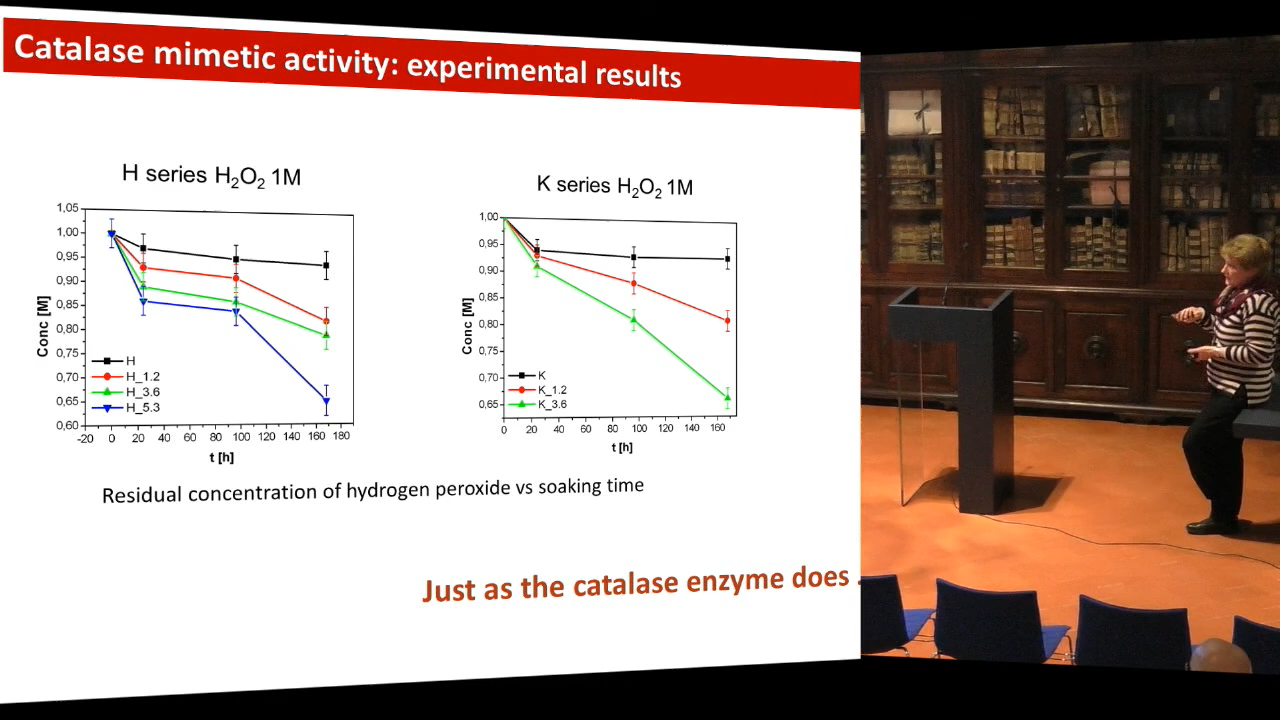 Catalase mimetic activity: experimental results
H series H₂O₂ 1M
1,05
1,00
0,95
0,90
0,85
0,80
0,75
0,70
0,65
0,60
Conc [M]
H
H_1.2
H_3.6
H_5.3
-20 0 20 40 60 80 100 120 140 160 180
t [h]
K series H₂O₂ 1M
1,00
0,95
0,90
0,85
0,80
0,75
0,70
0,65
Conc [M]
K
K_1.2
K_3.6
0 20 40 60 80 100 120 140 160
t [h]
Residual concentration of hydrogen peroxide vs soaking time
Just as the catalase enzyme does